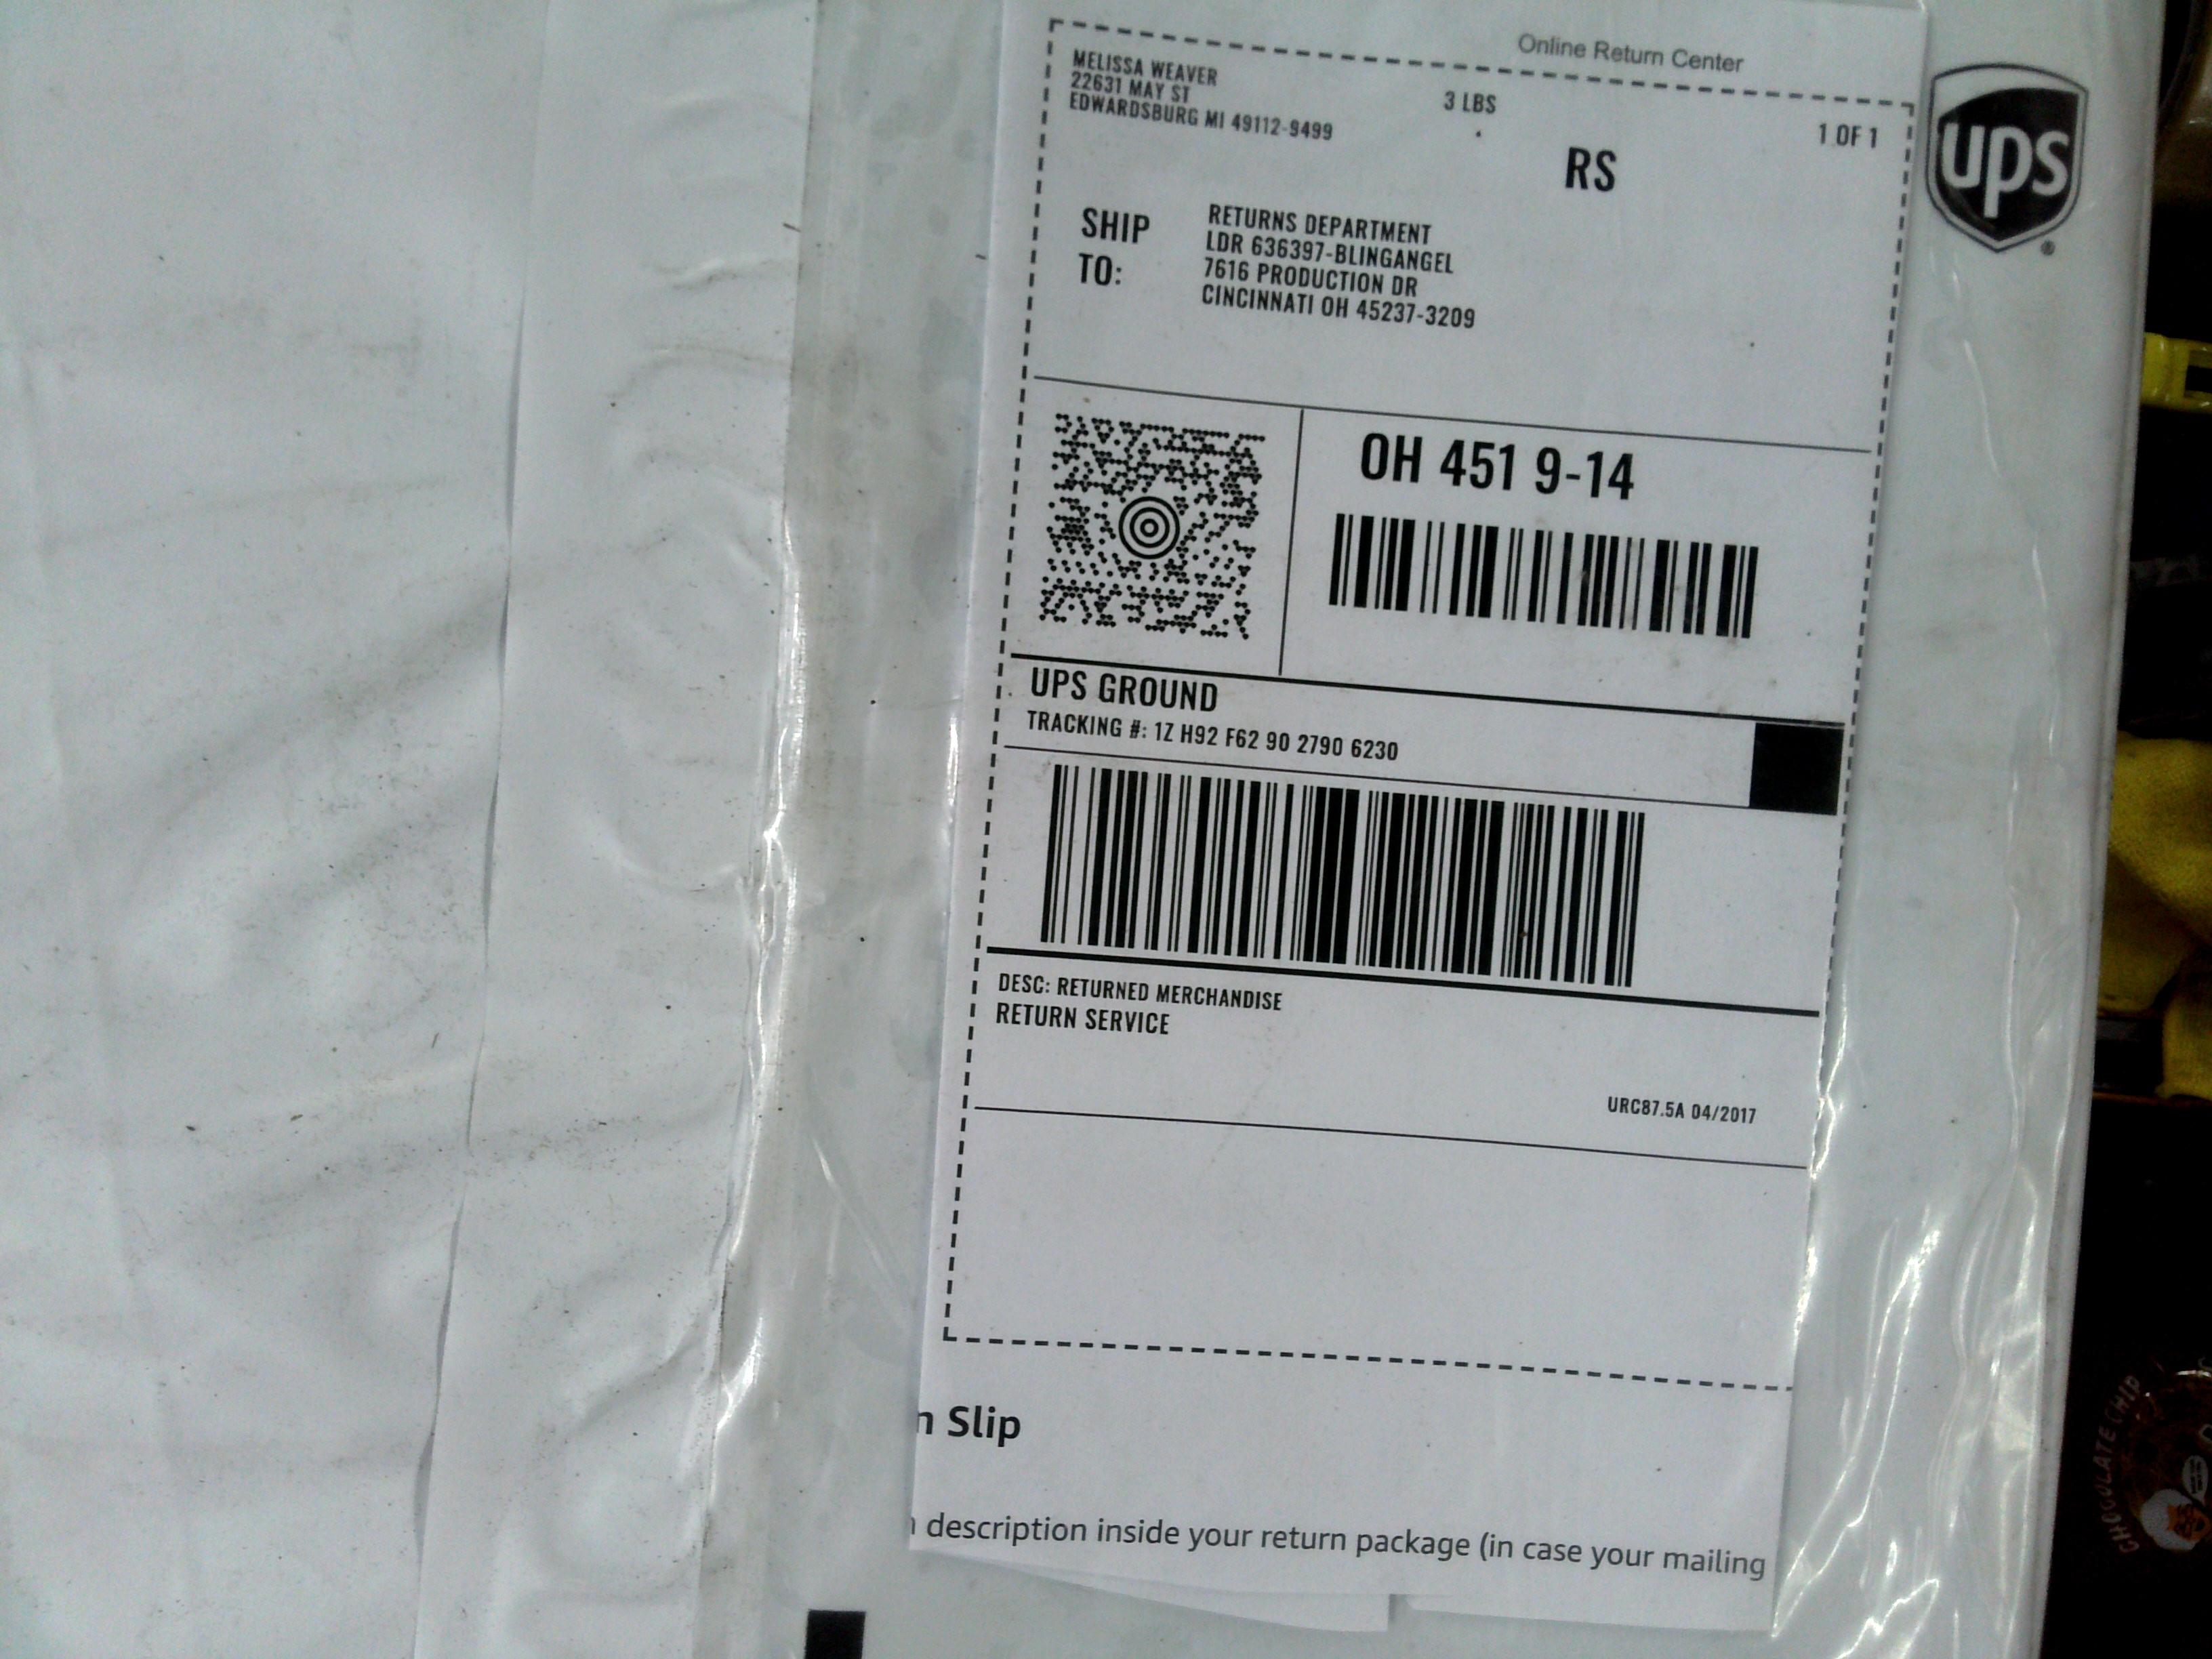 Online Return Center
MELISSA WEAVER
22631 MAY ST
EDWARDSBURG MI 49112-9499
3 LBS
1 OF 1
RS
SHIP
TO:
RETURNS DEPARTMENT
LDR 636397-BLINGANGEL
7616 PRODUCTION DR
CINCINNATI OH 45237-3209
ups
OH 451 9-14
UPS GROUND
TRACKING #: 1Z H92 F62 90 2790 6230
DESC: RETURNED MERCHANDISE
RETURN SERVICE
URC87.5A 04/2017
n Slip
description inside your return package (in case your mailing
CHOCOLATE CHIP